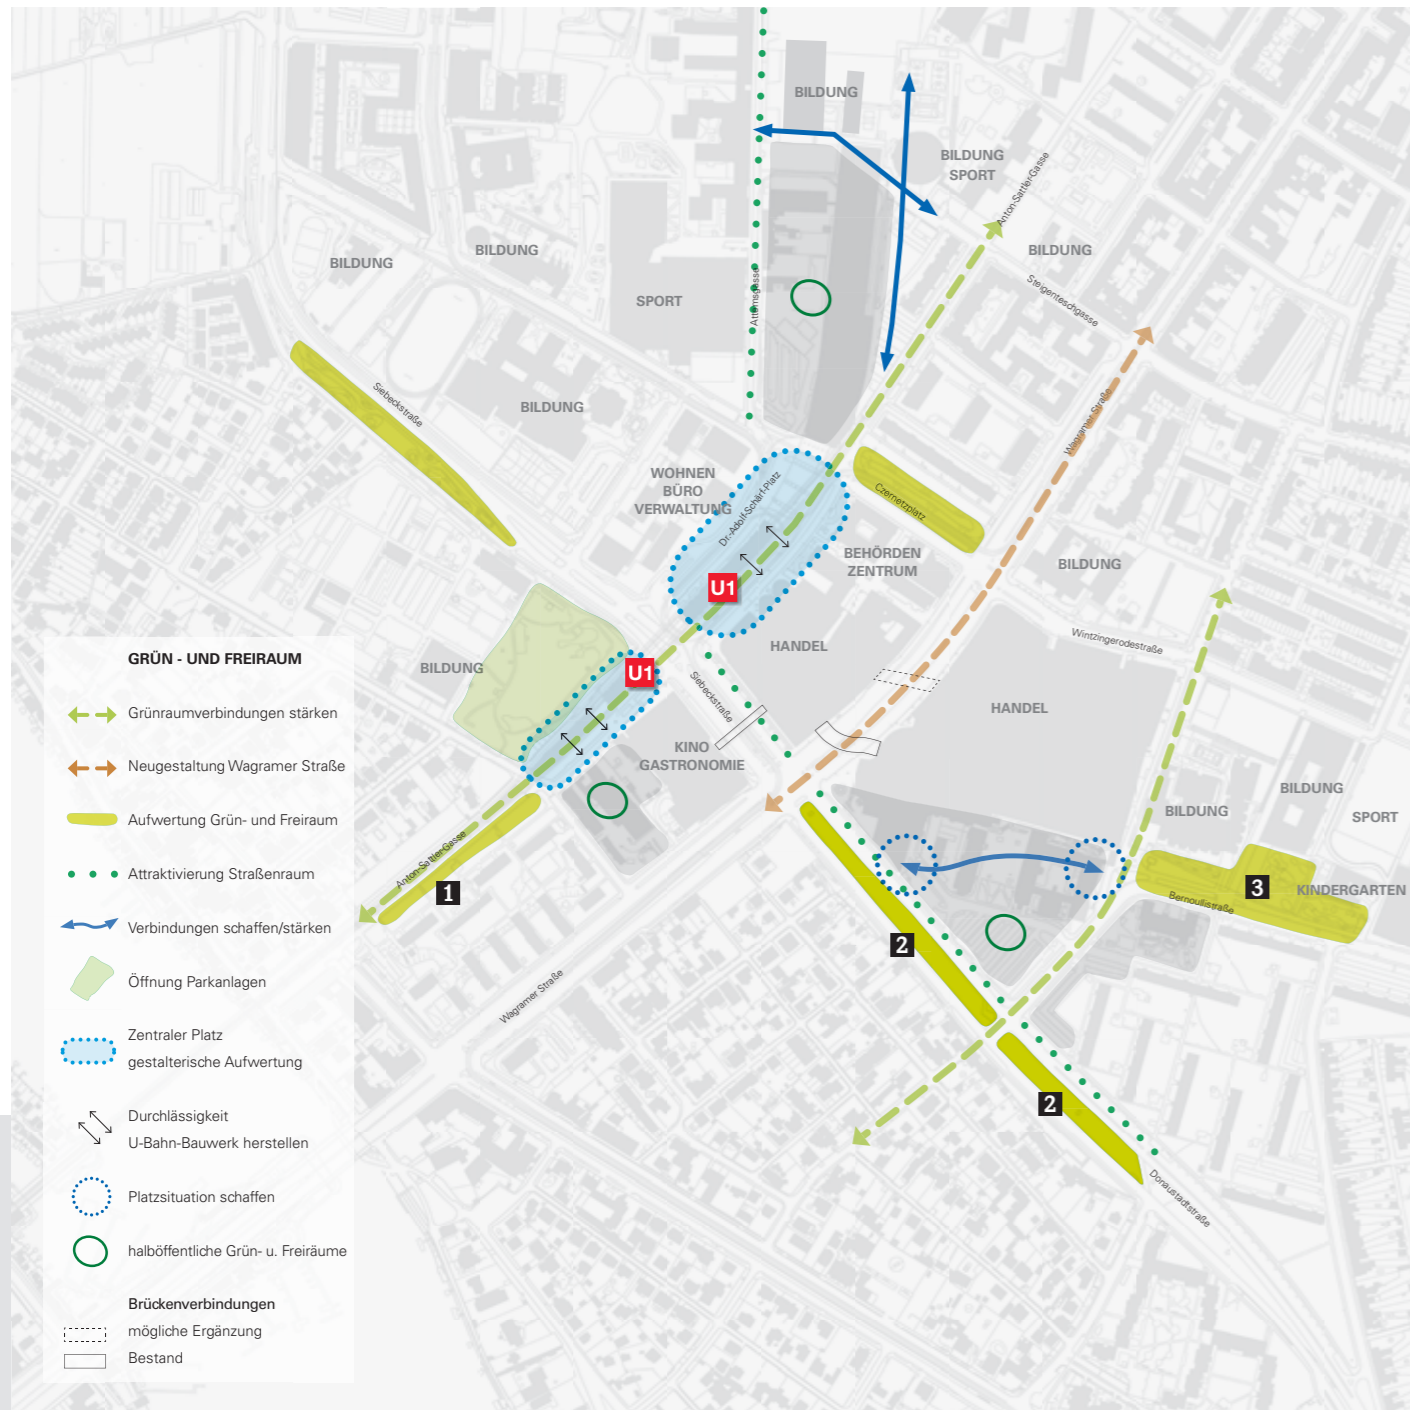 BILDUNG
BILDUNG
SPORT
Anton-Sattler-Gasse
BILDUNG
BILDUNG
BILDUNG
Steigenteschgasse
SPORT
Attemsgasse
Siebeckstraße
BILDUNG
Wagramer Straße
WOHNEN
BÜRO
VERWALTUNG
Dr.-Adolf-Schärf-Platz
Czernetzplatz
BEHÖRDEN
ZENTRUM
BILDUNG
U1
HANDEL
Wintzingerodestraße
U1
BILDUNG
Siebeckstraße
HANDEL
KINO
GASTRONOMIE
BILDUNG
BILDUNG
SPORT
Anton-Sattler-Gasse
1
3
KINDERGARTEN
Bernoullistraße
2
Wagramer Straße
2
Donaustadtstraße
GRÜN - UND FREIRAUM
Grünraumverbindungen stärken
Neugestaltung Wagramer Straße
Aufwertung Grün- und Freiraum
Attraktivierung Straßenraum
Verbindungen schaffen/stärken
Öffnung Parkanlagen
Zentraler Platz
gestalterische Aufwertung
Durchlässigkeit
U-Bahn-Bauwerk herstellen
Platzsituation schaffen
halböffentliche Grün- u. Freiräume
Brückenverbindungen
mögliche Ergänzung
Bestand